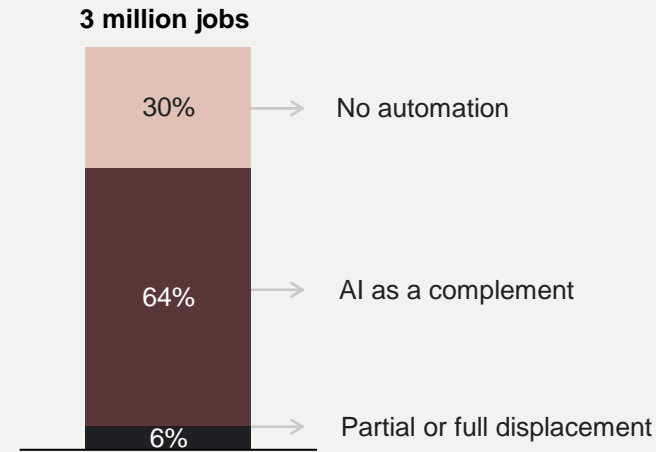 3 million jobs
30%
No automation
64%
AI as a complement
6%
Partial or full displacement